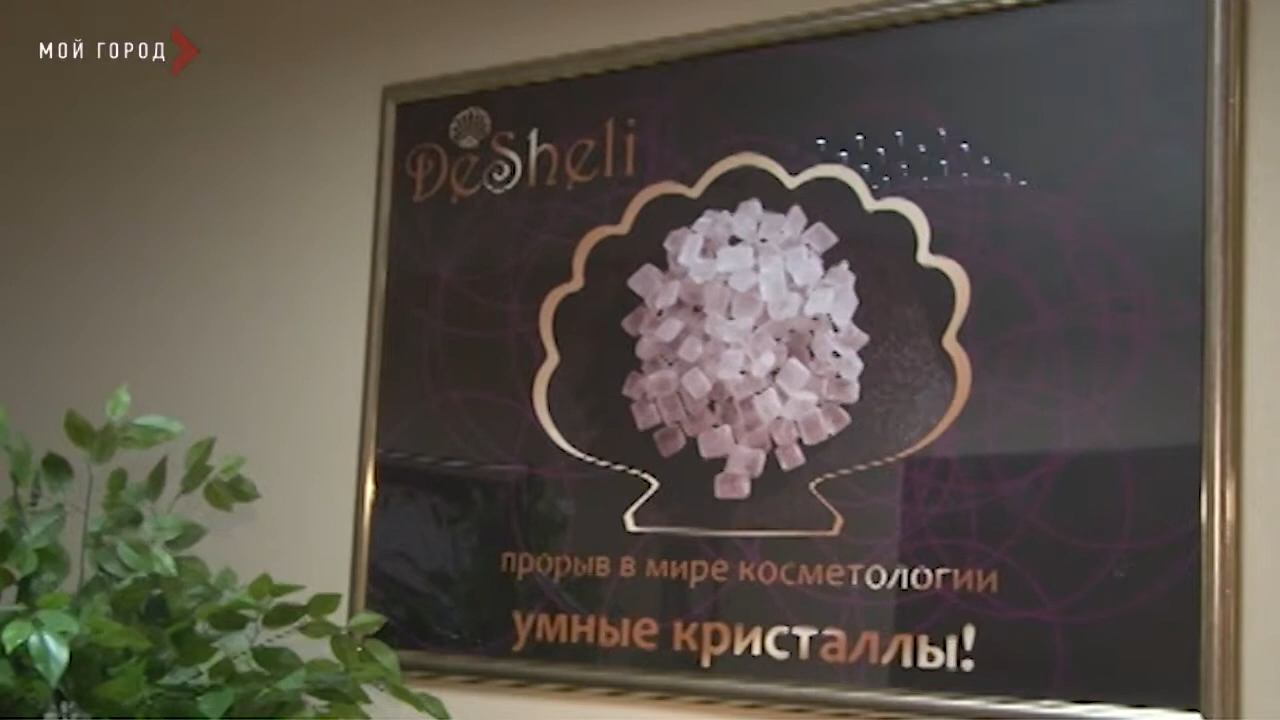 МОЙ ГОРОД
DeSheli
прорыв в мире косметологии
умные кристаллы!